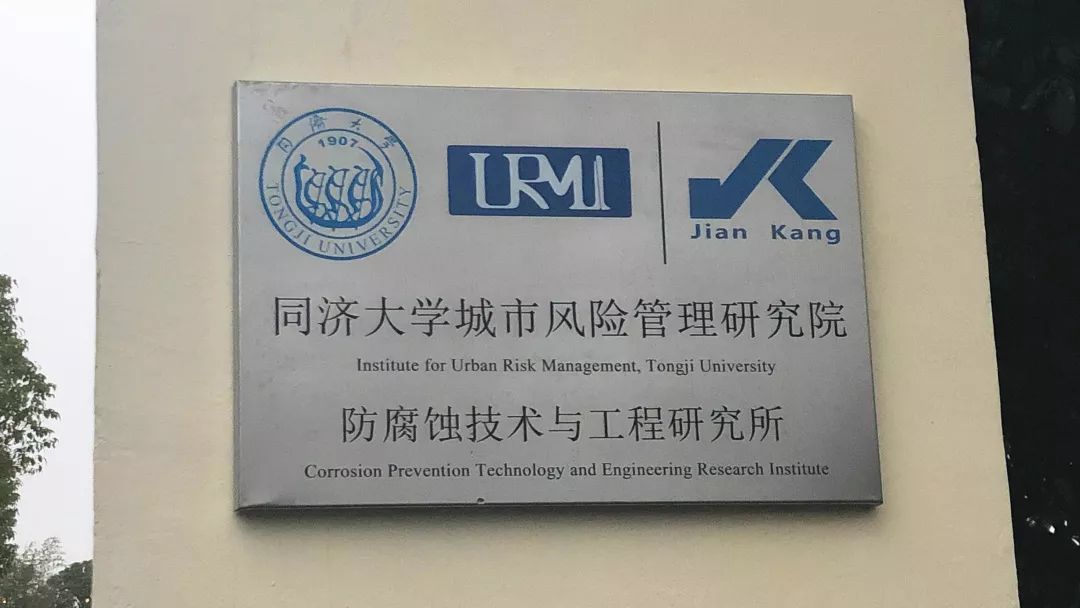 同濟大學
1907
TONGJI UNIVERSITY
URMI
Jian Kang
同济大学城市风险管理研究院
Institute for Urban Risk Management, Tongji University
防腐蚀技术与工程研究所
Corrosion Prevention Technology and Engineering Research Institute